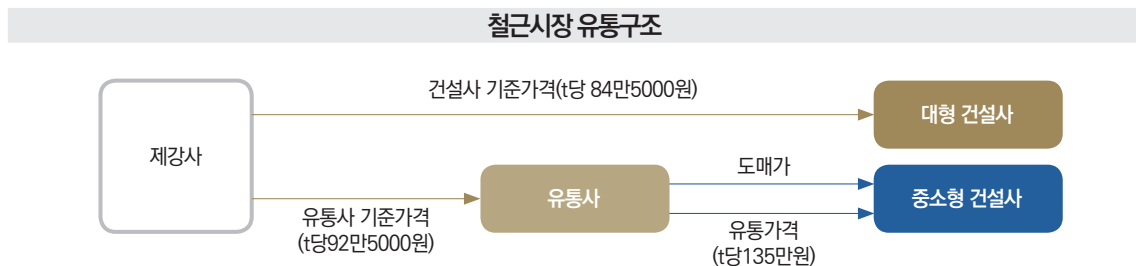 철근시장 유통구조
건설사 기준가격(t당 84만5000원)
대형 건설사
제강사
도매가
유통사
중소형 건설사
유통사 기준가격
(t당92만5000원)
유통가격
(t당135만원)